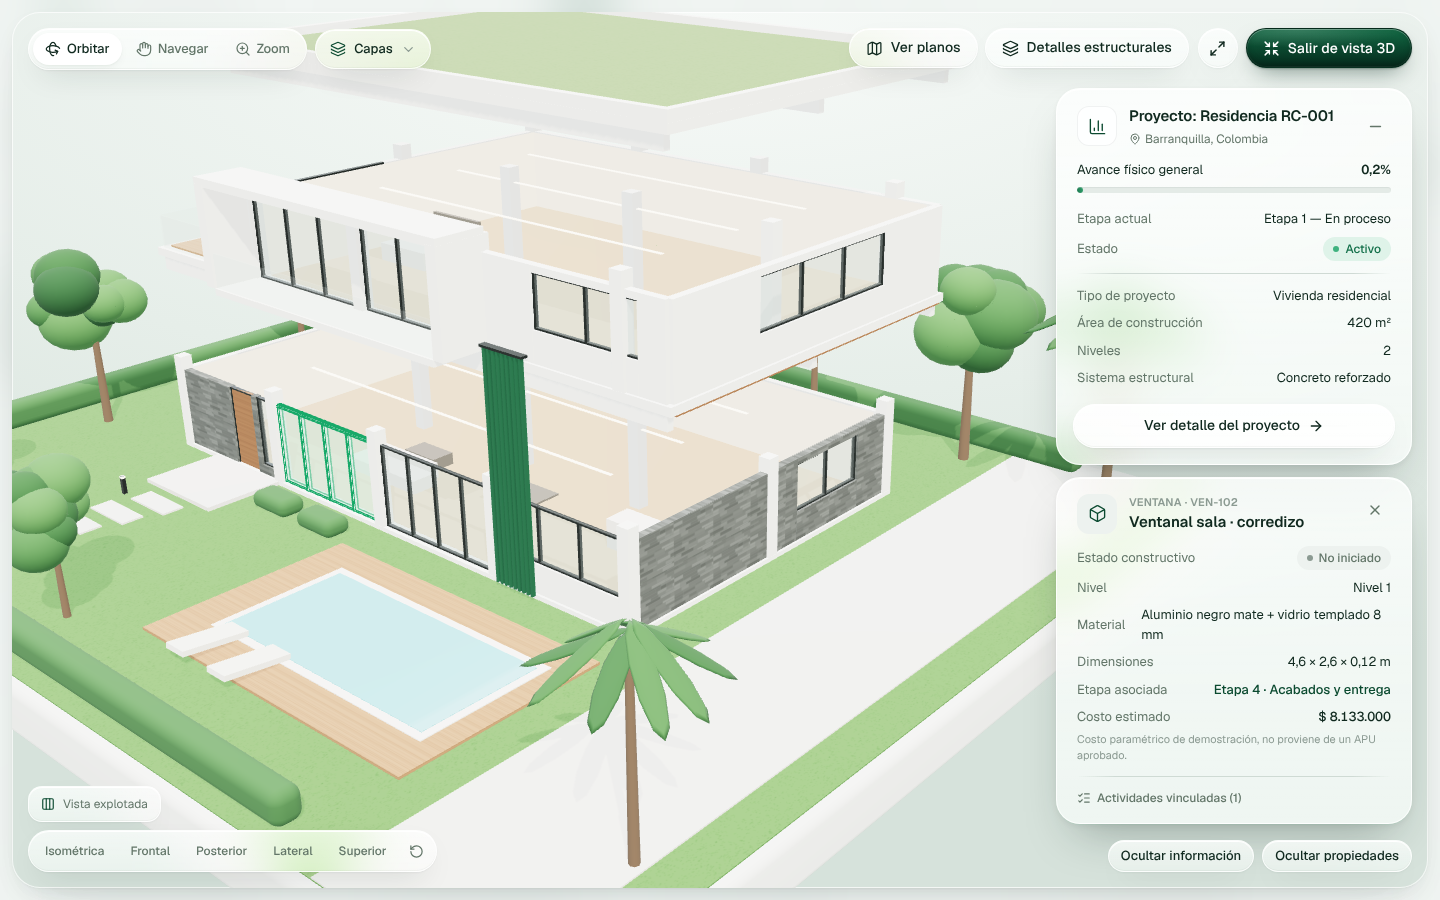 Orbitar
Navegar
Zoom
Capas
Ver planos
Detalles estructurales
Salir de vista 3D
Proyecto: Residencia RC-001
Barranquilla, Colombia
Avance físico general 0,2%
Etapa actual Etapa 1 — En proceso
Estado Activo
Tipo de proyecto Vivienda residencial
Área de construcción 420 m²
Niveles 2
Sistema estructural Concreto reforzado
Ver detalle del proyecto →
VENTANA · VEN-102
Ventanal sala · corredizo
Estado constructivo No iniciado
Nivel Nivel 1
Material Aluminio negro mate + vidrio templado 8
mm
Dimensiones 4,6 × 2,6 × 0,12 m
Etapa asociada Etapa 4 · Acabados y entrega
Costo estimado $ 8.133.000
Costo paramétrico de demostración, no proviene de un APU
aprobado.
Actividades vinculadas (1)
Vista explotada
Isométrica
Frontal
Posterior
Lateral
Superior
Ocultar información
Ocultar propiedades